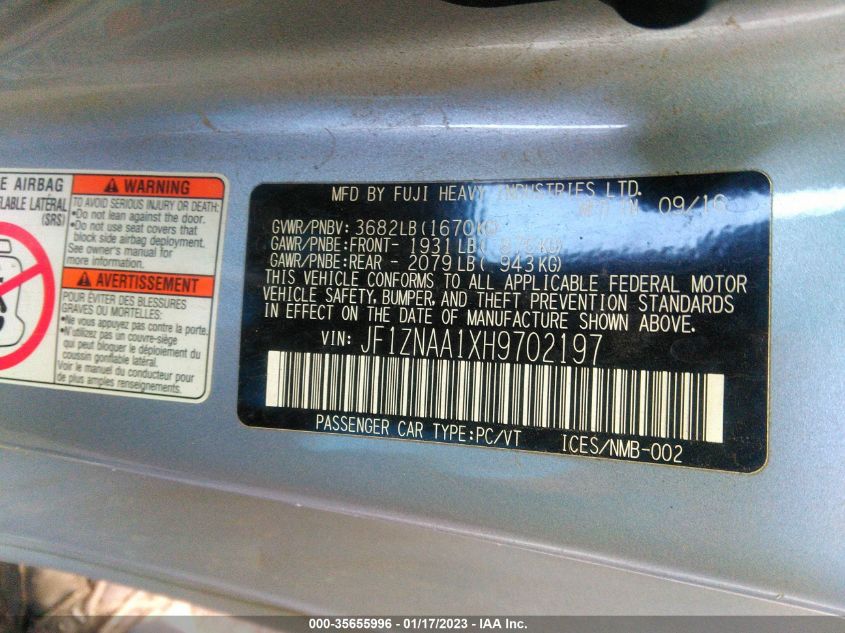 E AIRBAG
FLABLE LATÉRAL
(SRS)
WARNING
TO AVOID SERIOUS INJURY OR DEATH:
•Do not lean against the door.
•Do not use seat covers that
block side airbag deployment.
See owner's manual for
more information.
AVERTISSEMENT
POUR ÉVITER DES BLESSURES
GRAVES OU MORTELLES:
•Ne vous appuyez pas contre la porte.
•N'utilisez pas un couvre-siège
qui peut bloquer le déploiement du
coussin gonflable latéral.
Voir le manuel du conducteur pour
de plus amples informations.
MFD BY FUJI HEAVY INDUSTRIES LTD.
09/16
GVWR/PNBV: 3682LB(1670KG)
GAWR/PNBE:FRONT- 1931LB( 876KG)
GAWR/PNBE:REAR - 2079LB( 943KG)
THIS VEHICLE CONFORMS TO ALL APPLICABLE FEDERAL MOTOR
VEHICLE SAFETY, BUMPER, AND THEFT PREVENTION STANDARDS
IN EFFECT ON THE DATE OF MANUFACTURE SHOWN ABOVE.
VIN: JF1ZNAA1XH9702197
PASSENGER CAR TYPE:PC/VT ICES/NMB-002
000-35655996 - 01/17/2023 - IAA Inc.